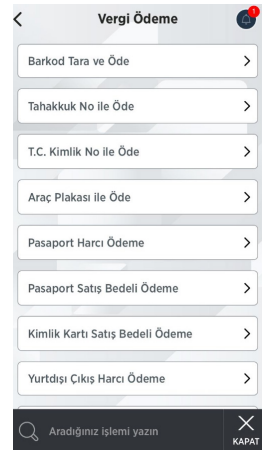 Vergi Ödeme
1
Barkod Tara ve Öde
Tahakkuk No ile Öde
T.C. Kimlik No ile Öde
Araç Plakası ile Öde
Pasaport Harcı Ödeme
Pasaport Satış Bedeli Ödeme
Kimlik Kartı Satış Bedeli Ödeme
Yurtdışı Çıkış Harcı Ödeme
Aradığınız işlemi yazın
KAPAT